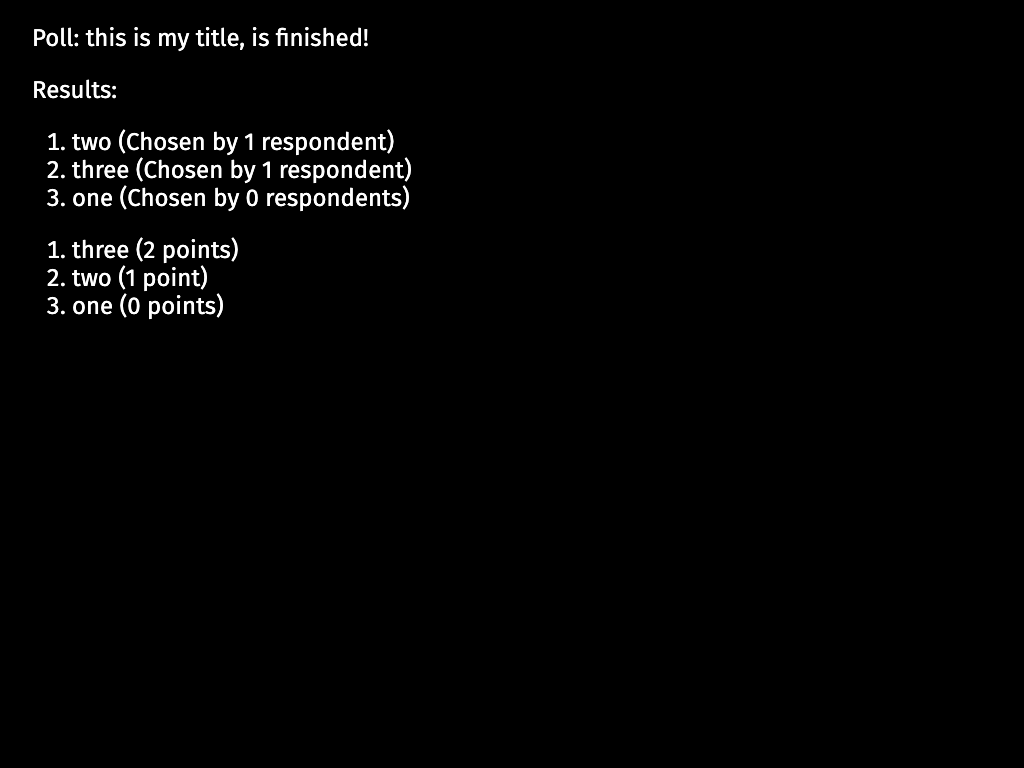 Poll: this is my title, is finished!
Results:
1. two (Chosen by 1 respondent)
2. three (Chosen by 1 respondent)
3. one (Chosen by 0 respondents)
1. three (2 points)
2. two (1 point)
3. one (0 points)